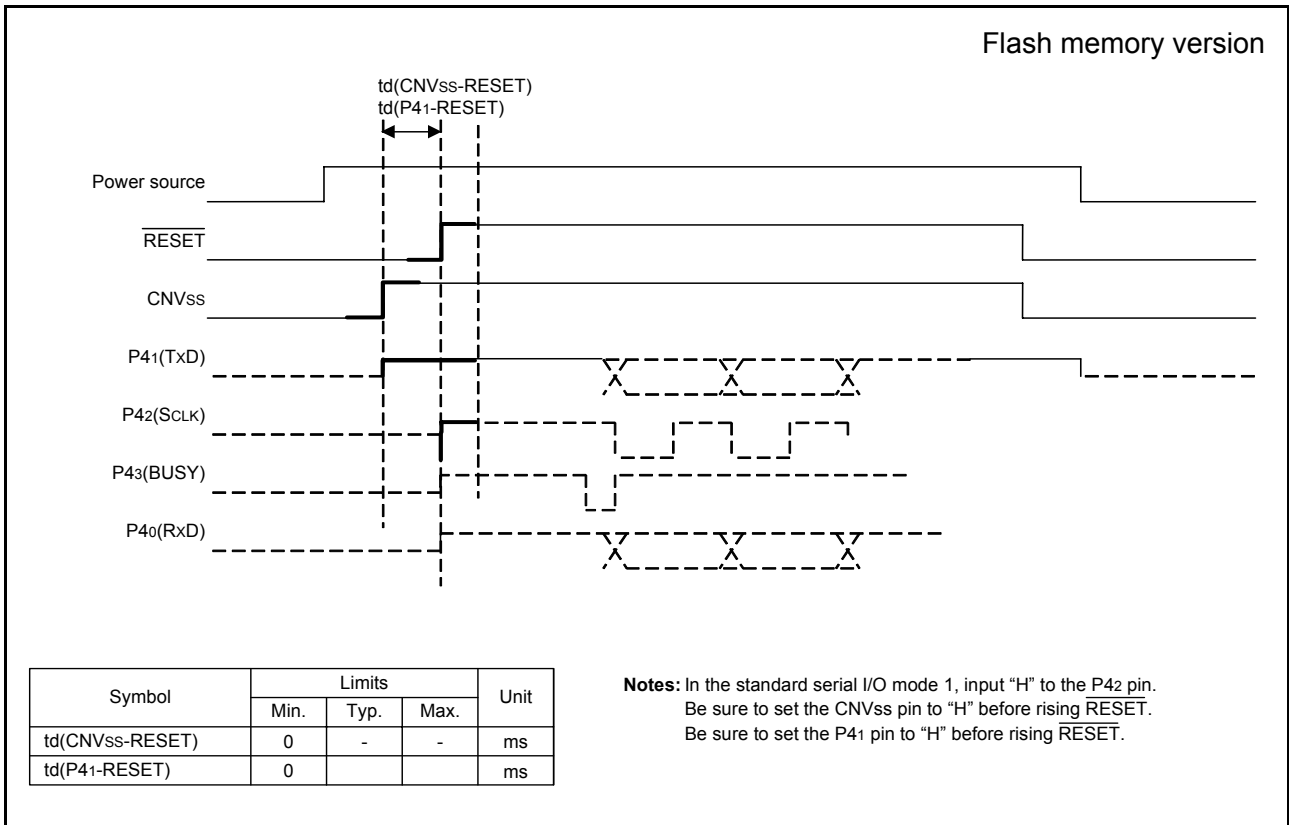 Flash memory version
td(CNVss-RESET)
td(P41-RESET)
Power source
RESET
CNVss
P41(TxD)
P42(SCLK)
P43(BUSY)
P40(RxD)
Symbol Limits Unit
Min. Typ. Max.
td(CNVss-RESET) 0 - - ms
td(P41-RESET) 0 ms
Notes: In the standard serial I/O mode 1, input “H” to the P42 pin.
Be sure to set the CNVss pin to “H” before rising RESET.
Be sure to set the P41 pin to “H” before rising RESET.